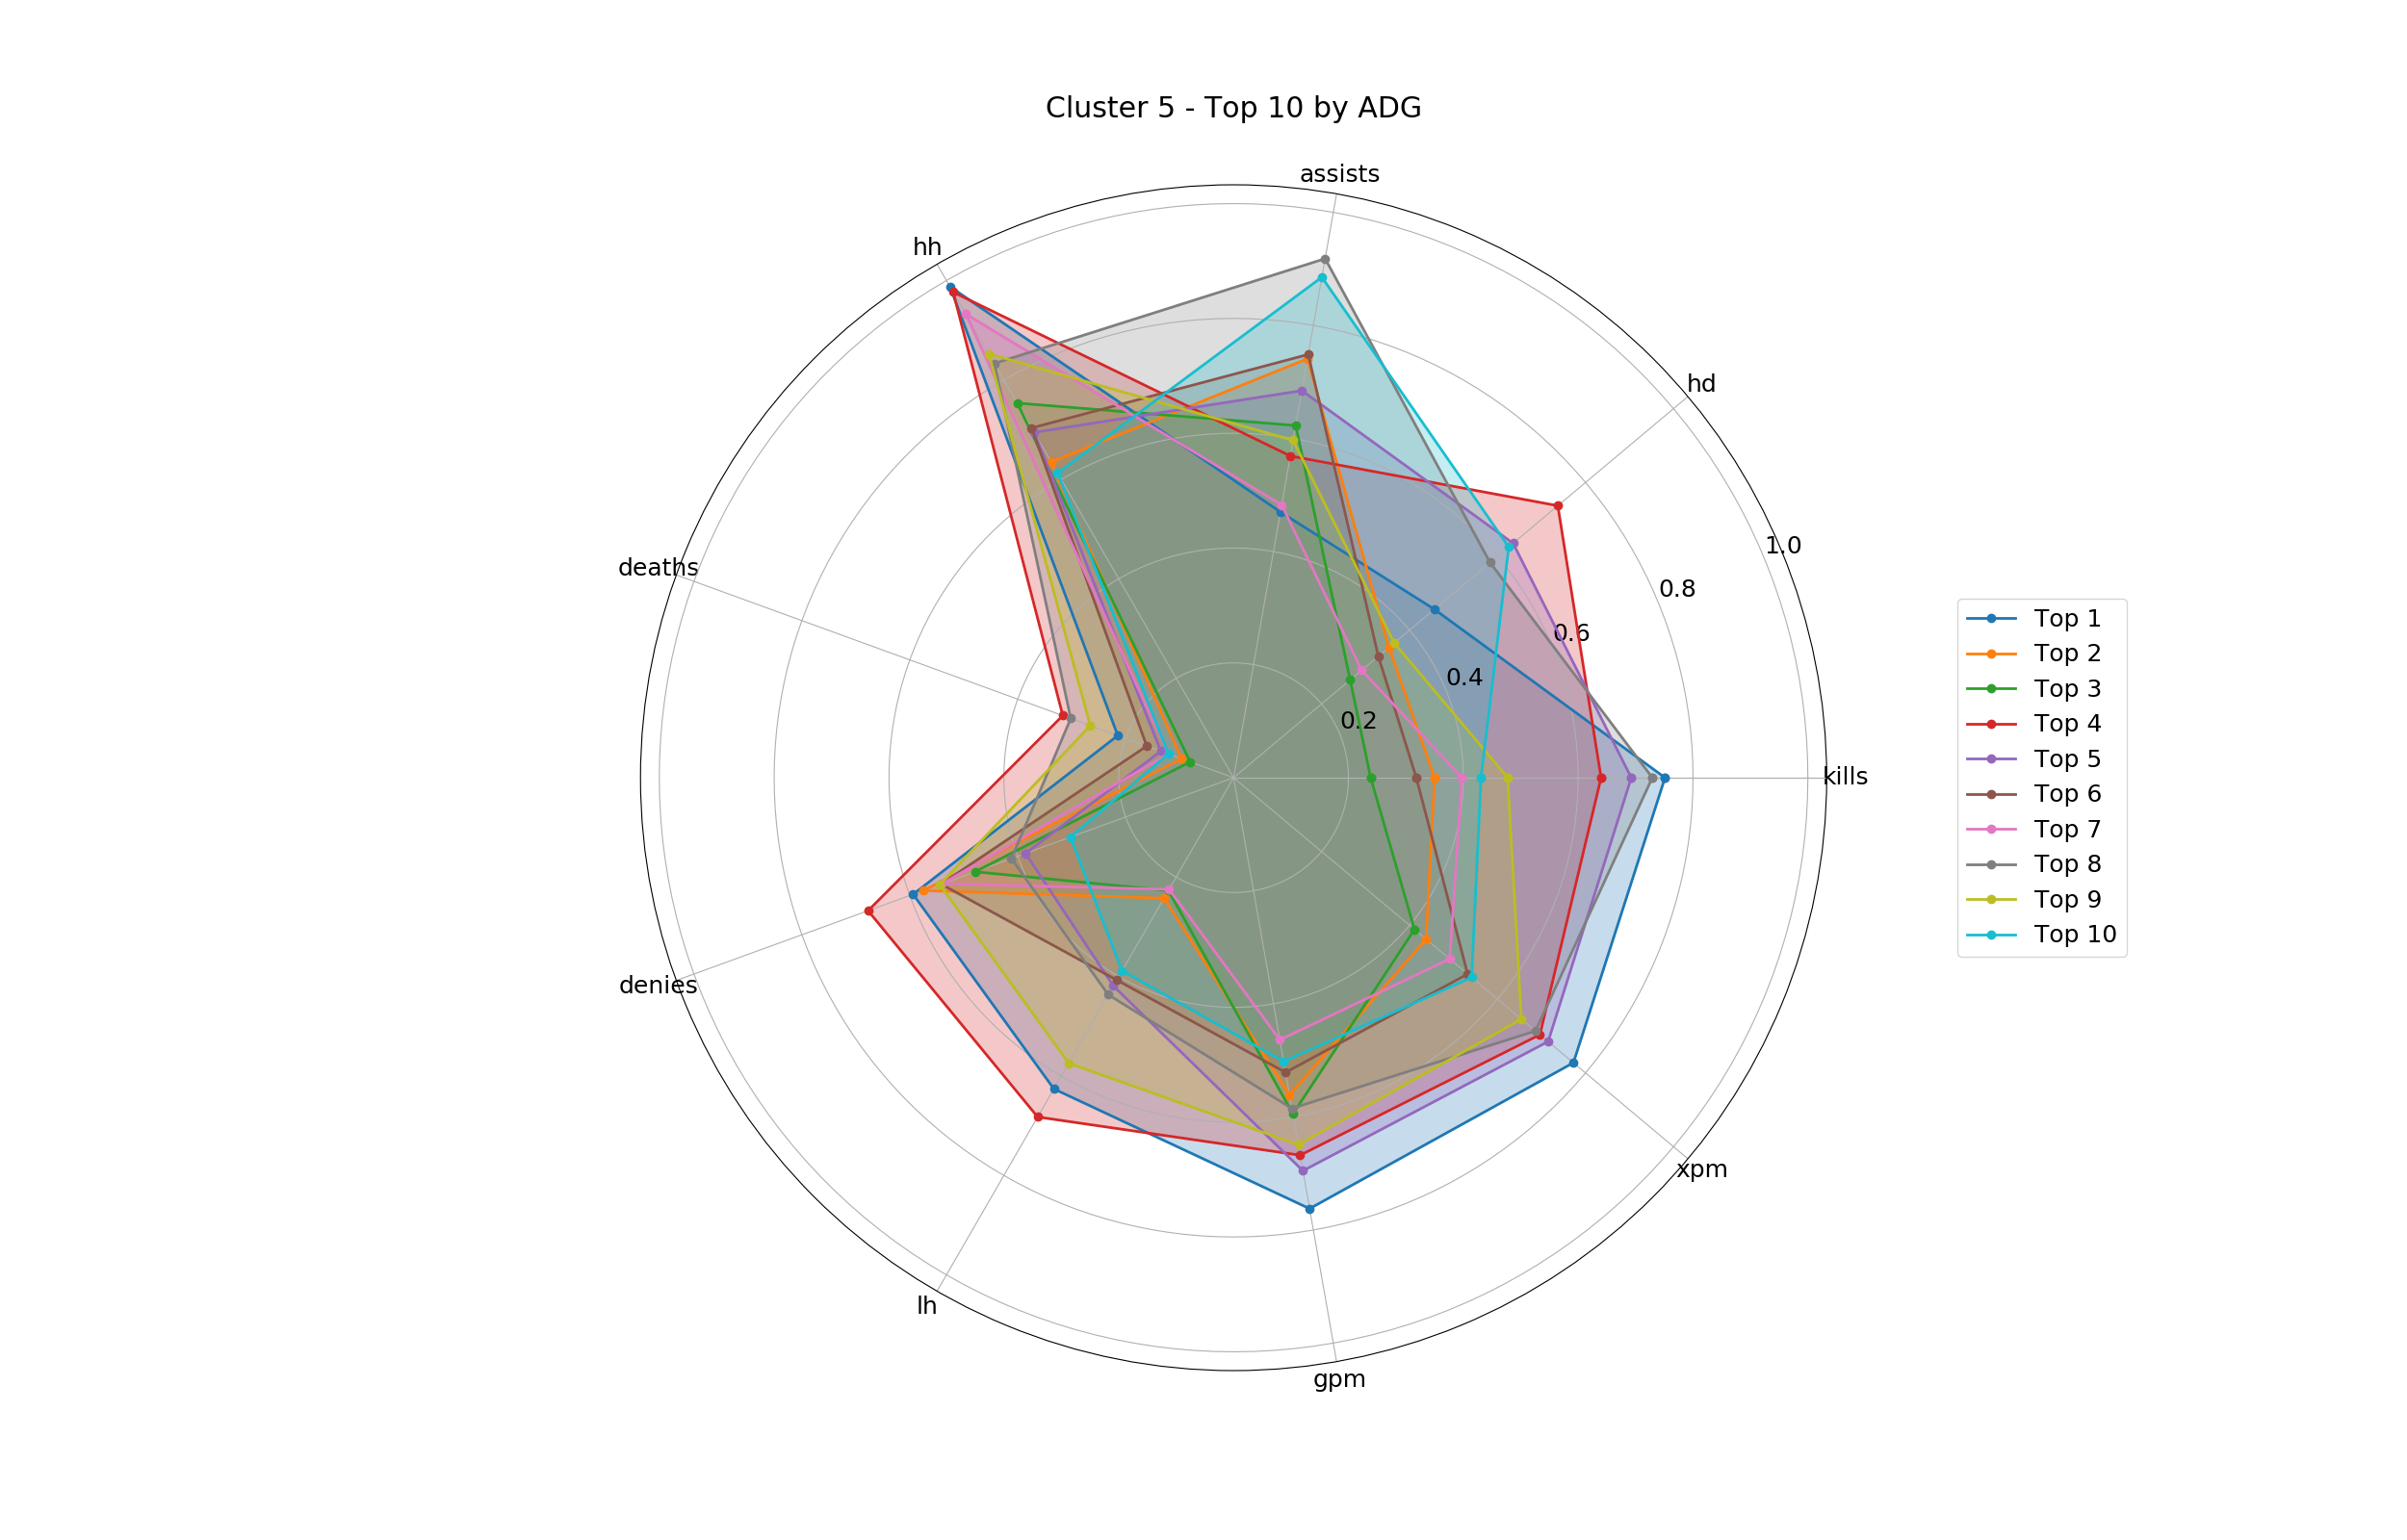 Cluster 5 - Top 10 by ADG
assists
hh
hd
1.0
deaths
0.8
0.6
0.4
0.2
kills
denies
xpm
lh
gpm
Top 1
Top 2
Top 3
Top 4
Top 5
Top 6
Top 7
Top 8
Top 9
Top 10